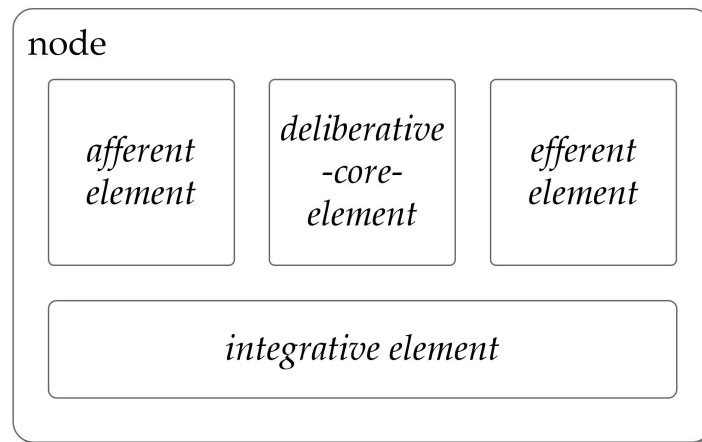 node
afferent
element
deliberative
-core-
element
efferent
element
integrative element